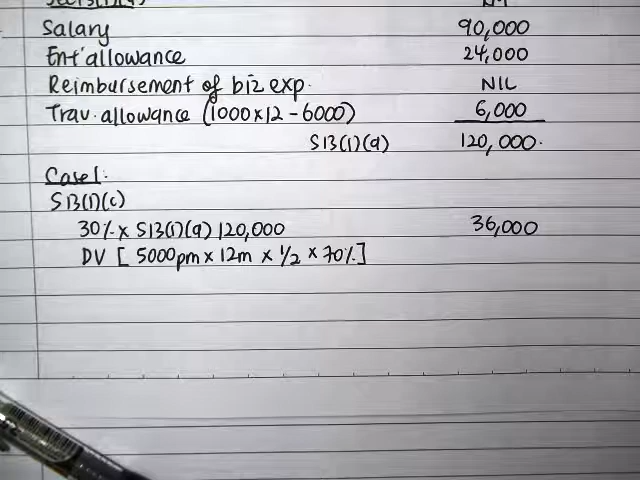 Salary 90,000
Ent' allowance 24,000
Reimbursement of biz exp. NIL
Trav. allowance (1000x12-6000) 6,000
S13(1)(a) 120,000.
Case 1:
S13(1)(c)
30% x S13(1)(a) 120,000 36,000
DV [ 5000pm x 12m x 1/2 x 70% ]